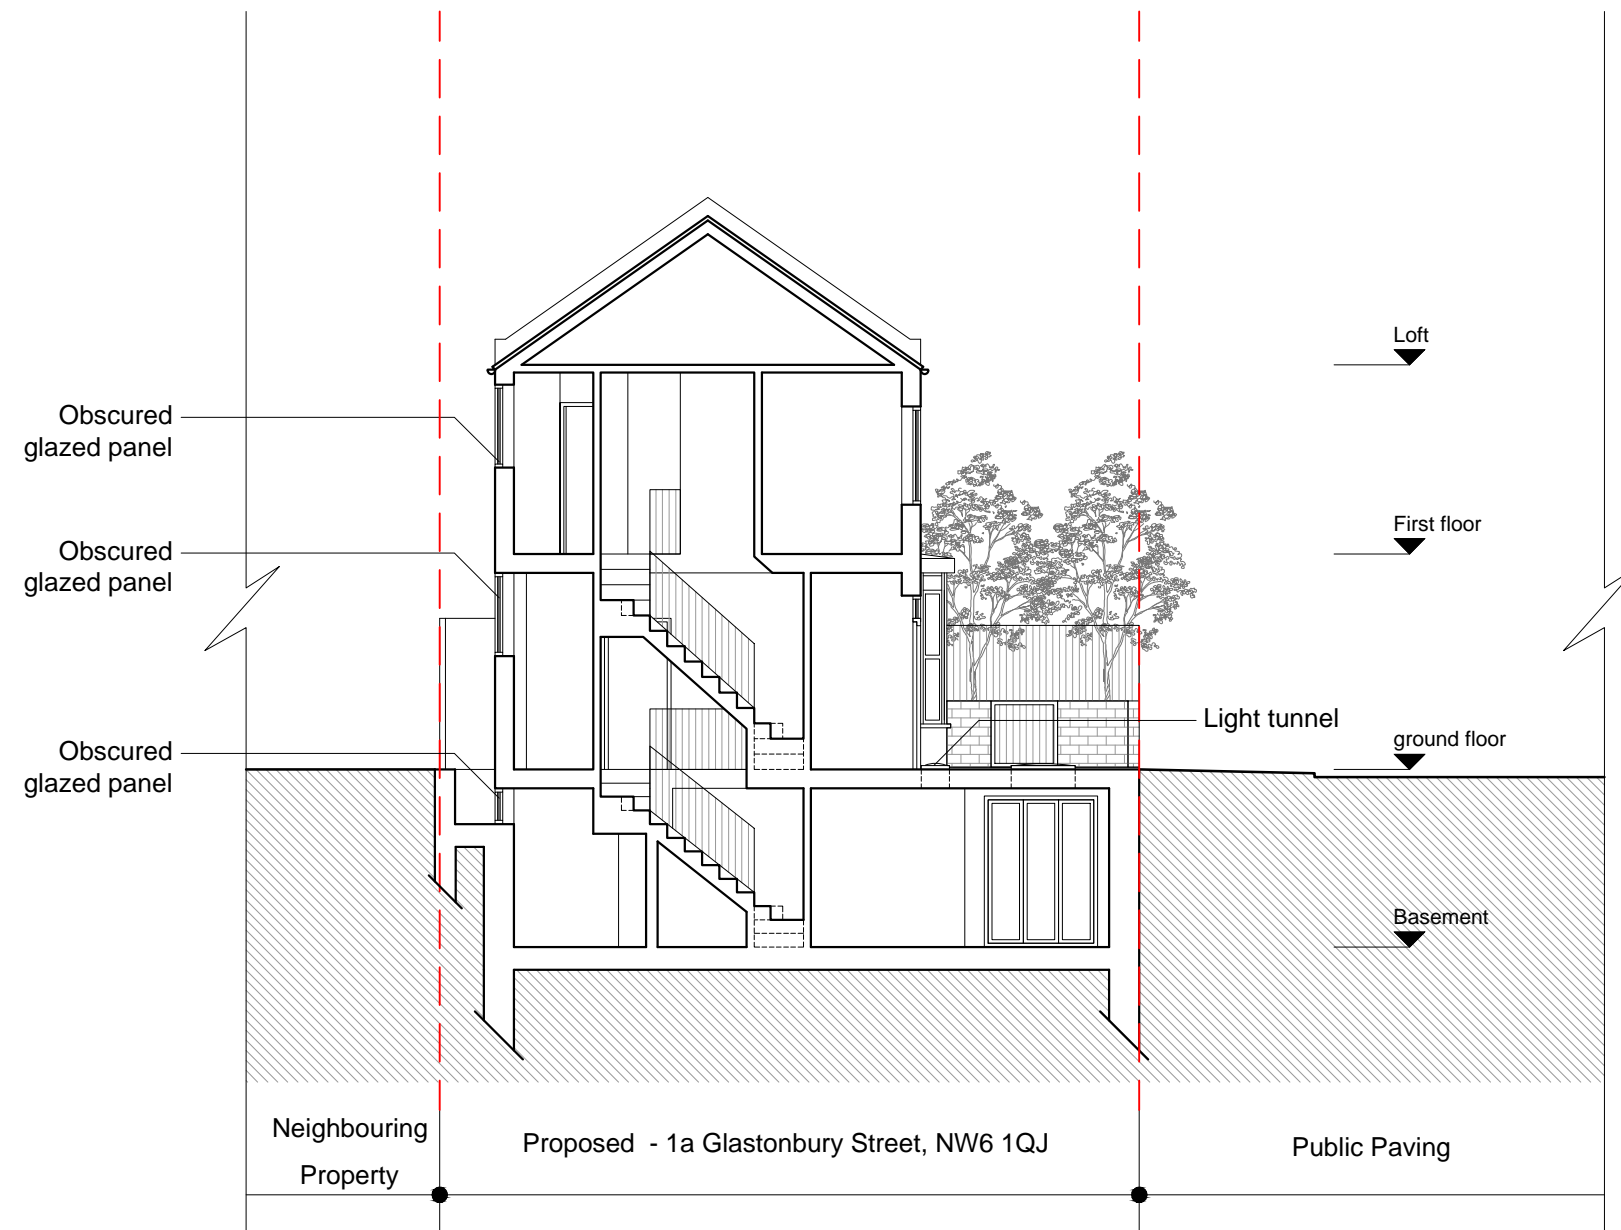 Loft
Obscured
glazed panel
First floor
Obscured
glazed panel
Light tunnel
ground floor
Obscured
glazed panel
Basement
Neighbouring
Property
Proposed - 1a Glastonbury Street, NW6 1QJ
Public Paving